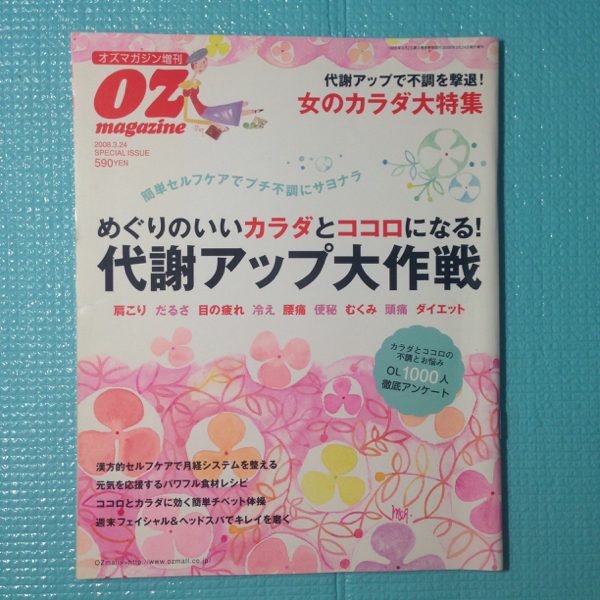 オズマガジン増刊
OZ
magazine
2008.3.24
SPECIAL ISSUE
590YEN
代謝アップで不調を撃退!
女のカラダ大特集
簡単セルフケアでプチ不調にサヨナラ
めぐりのいいカラダとココロになる!
代謝アップ大作戦
肩こり だるさ 目の疲れ 冷え 腰痛 便秘 むくみ 頭痛 ダイエット
カラダとココロの
不調とお悩み
OL1000人
徹底アンケート
漢方的セルフケアで月経システムを整える
元気を応援するパワフル食材レシピ
ココロとカラダに効く簡単チベット体操
週末フェイシャル&ヘッドスパでキレイを磨く
OZmall>>http://www.ozmall.co.jp/